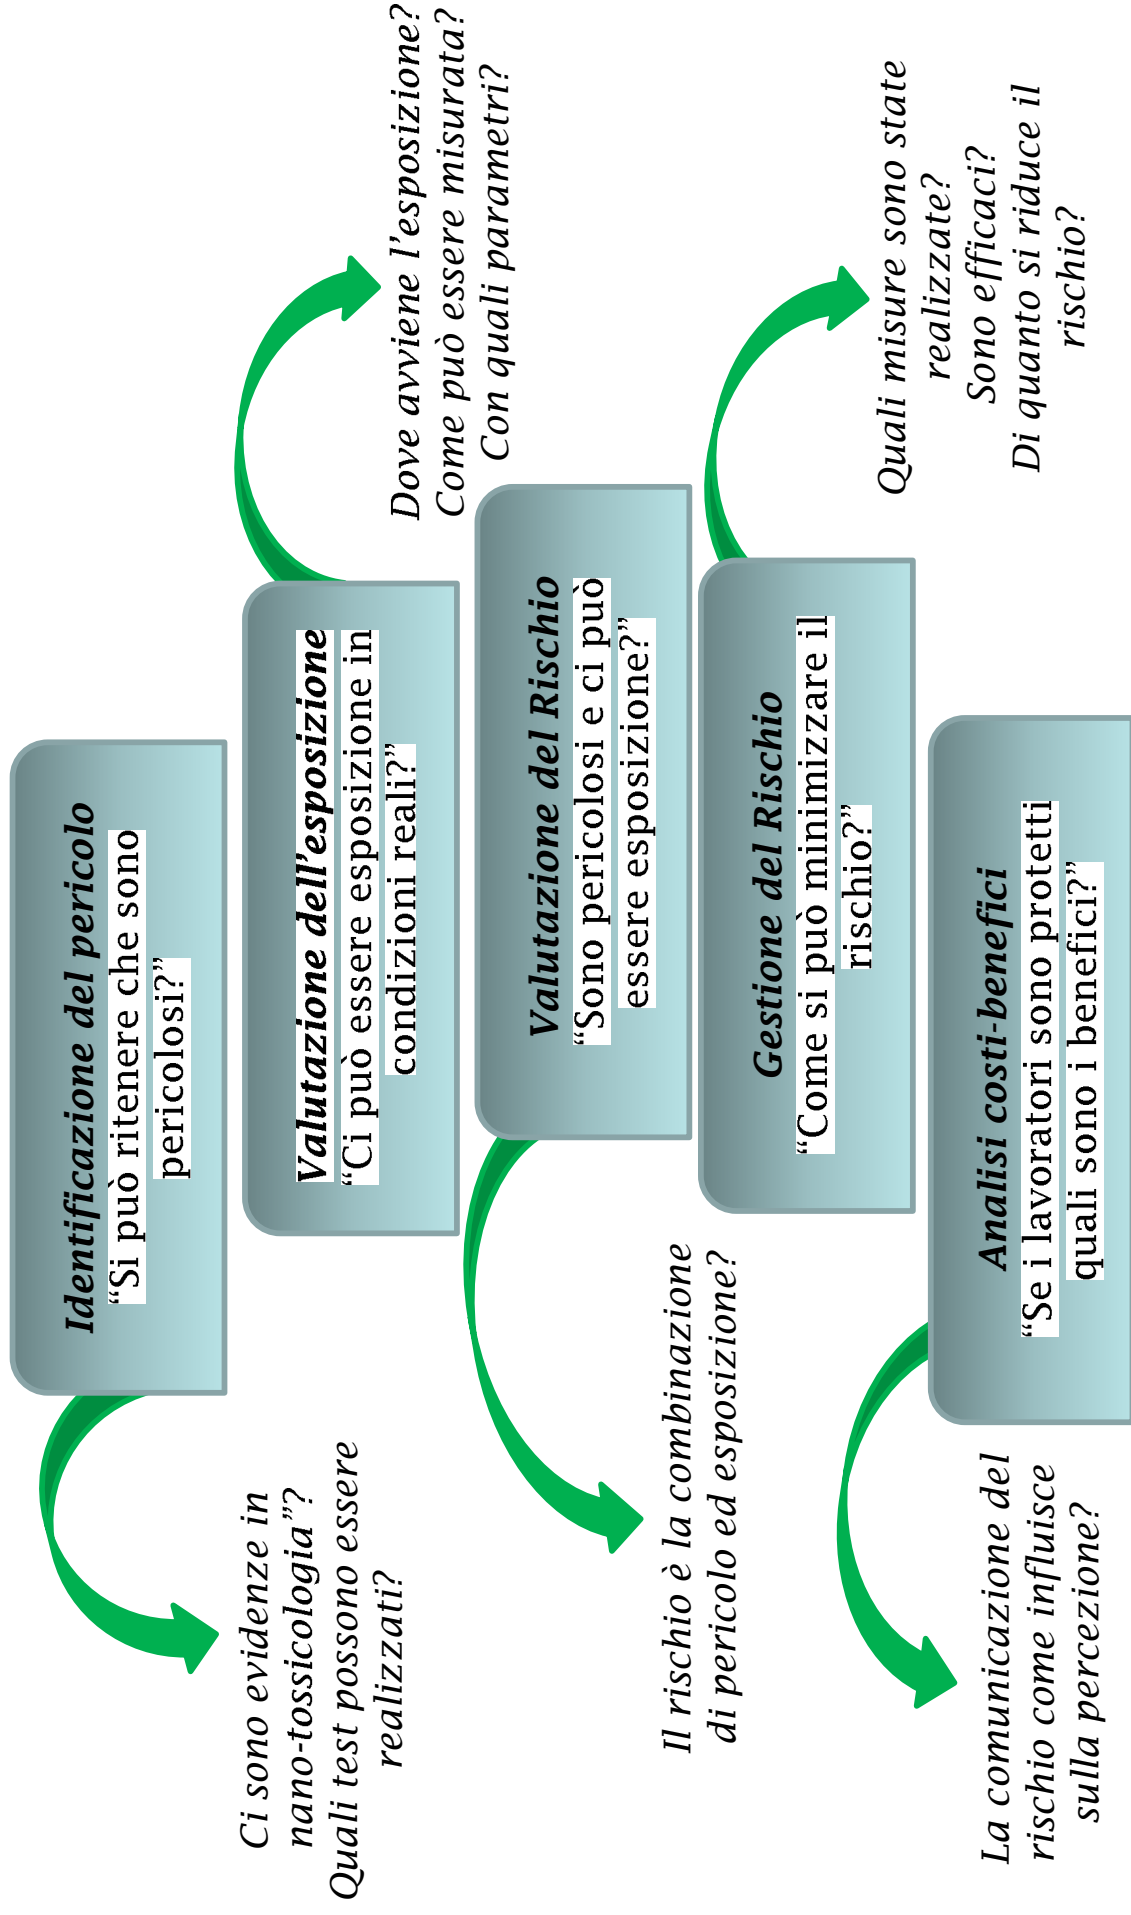 Identificazione del pericolo
“Si può ritenere che sono
pericolosi?”
Ci sono evidenze in
nano-tossicologia”?
Quali test possono essere
realizzati?
Valutazione dell’esposizione
“Ci può essere esposizione in
condizioni reali?”
Dove avviene l’esposizione?
Come può essere misurata?
Con quali parametri?
Valutazione del Rischio
“Sono pericolosi e ci può
essere esposizione?”
Il rischio è la combinazione
di pericolo ed esposizione?
Gestione del Rischio
“Come si può minimizzare il
rischio?”
Quali misure sono state
realizzate?
Sono efficaci?
Di quanto si riduce il
rischio?
Analisi costi-benefici
“Se i lavoratori sono protetti
quali sono i benefici?”
La comunicazione del
rischio come influisce
sulla percezione?